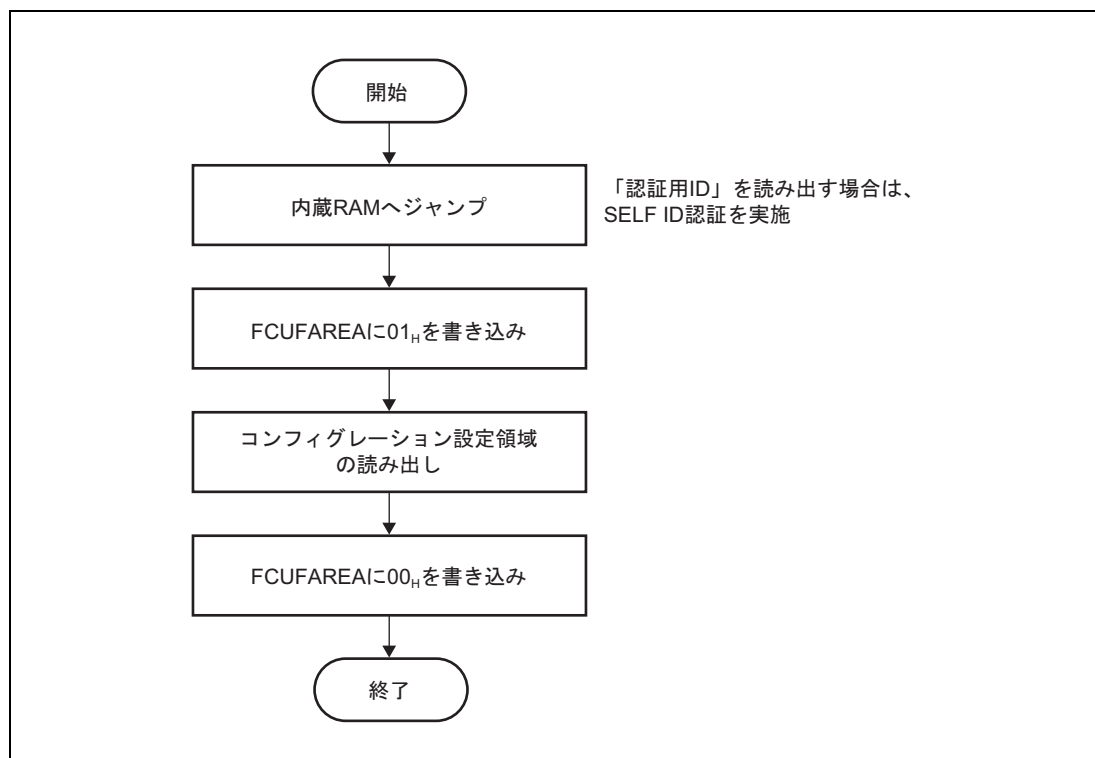 開始
内蔵RAMへジャンプ
「認証用ID」を読み出す場合は、
SELF ID認証を実施
FCUFAREAに01Hを書き込み
コンフィグレーション設定領域
の読み出し
FCUFAREAに00Hを書き込み
終了